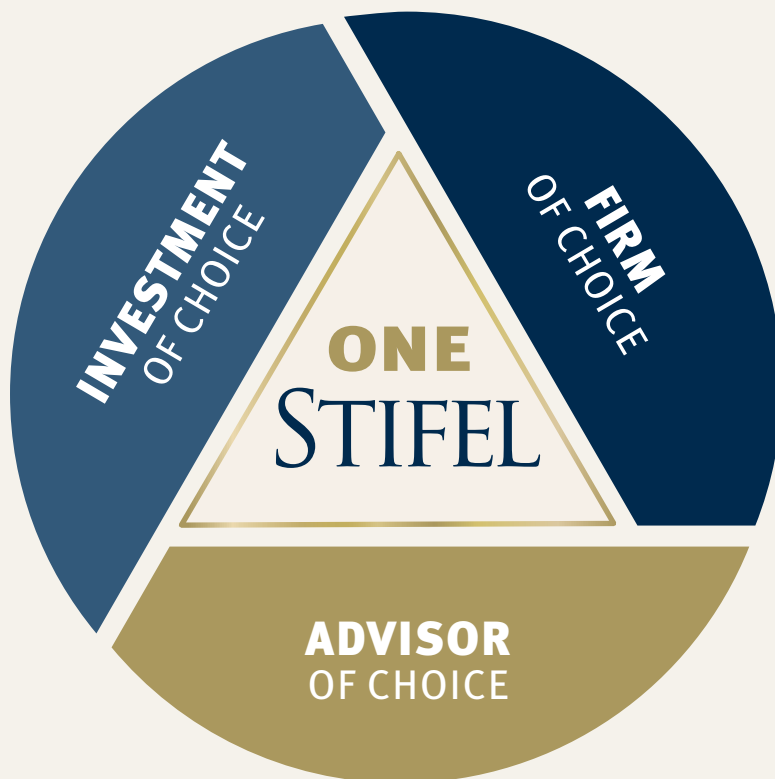 INVESTMENT
OF CHOICE
FIRM
OF CHOICE
ONE
STIFEL
ADVISOR
OF CHOICE